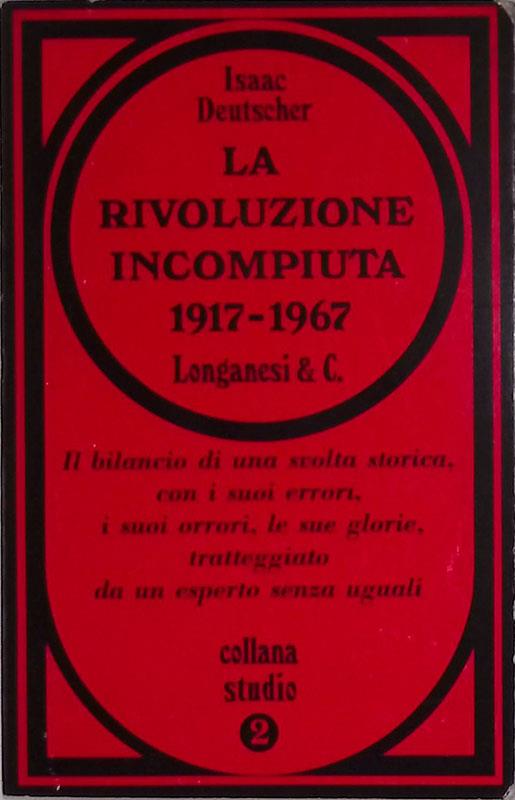 Isaac
Deutscher
LA
RIVOLUZIONE
INCOMPIUTA
1917-1967
Longanesi & C.
Il bilancio di una svolta storica,
con i suoi errori,
i suoi orrori, le sue glorie,
tratteggiato
da un esperto senza uguali
collana
studio
2